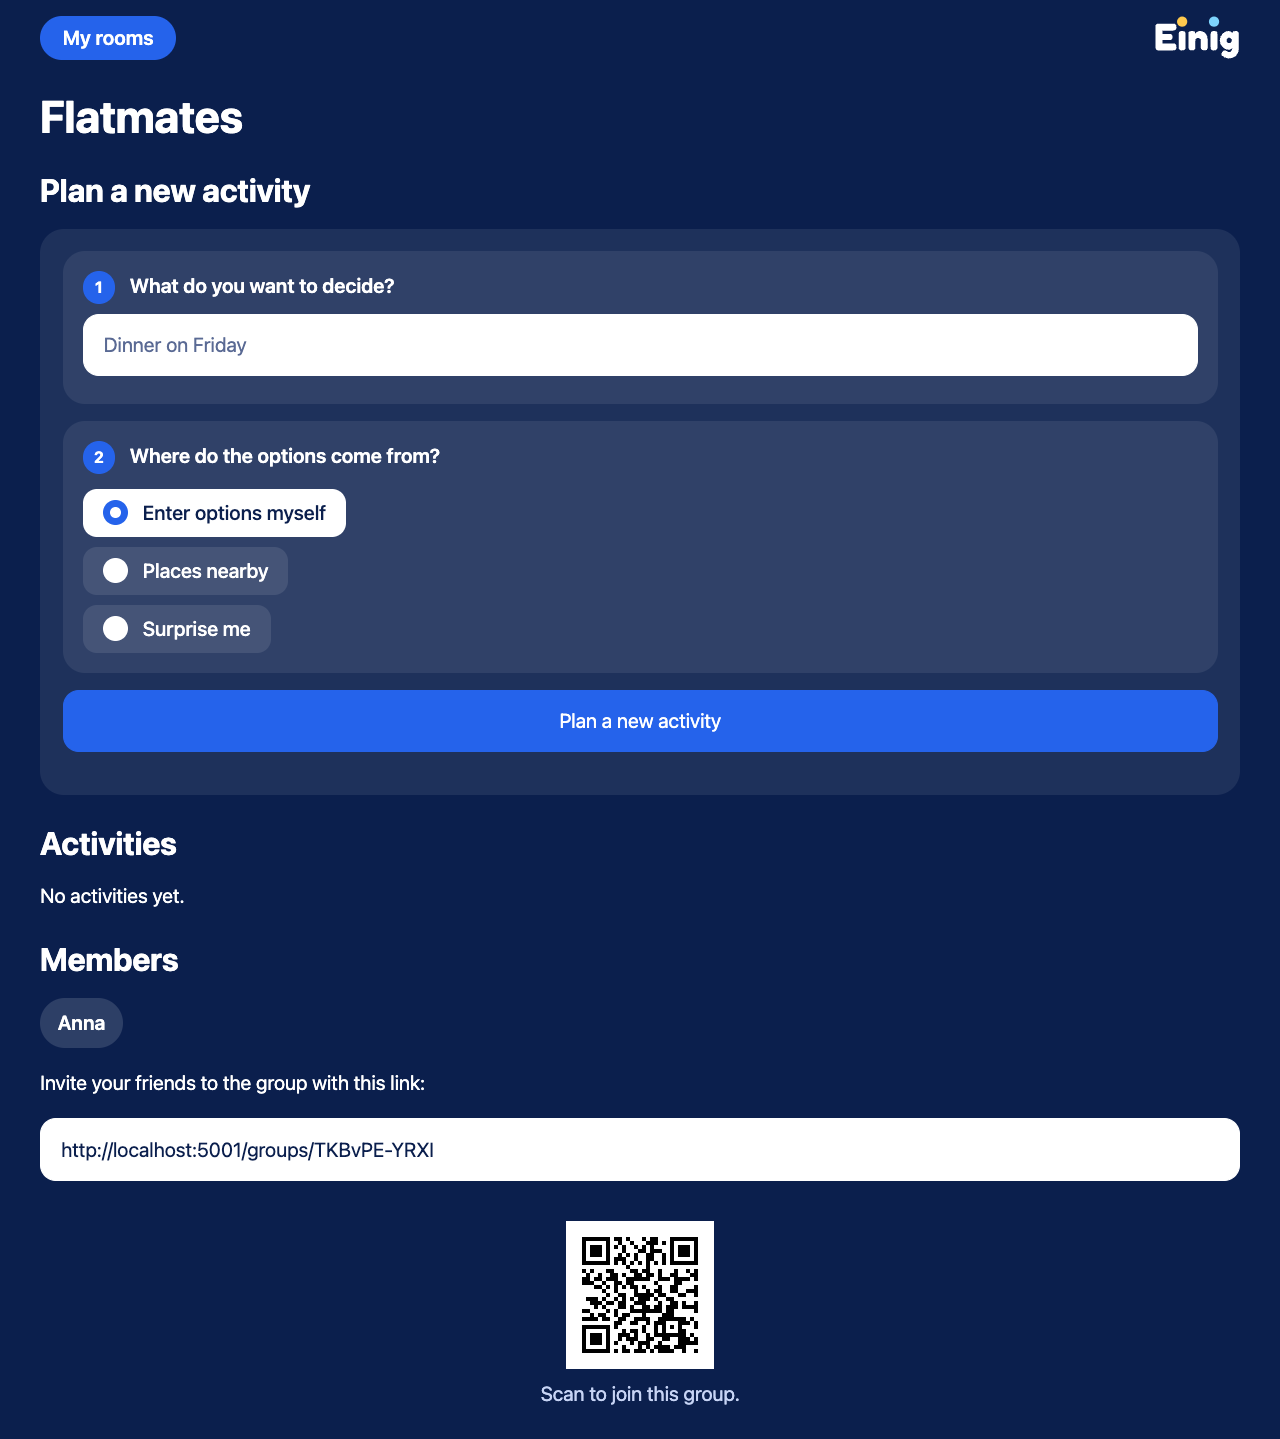 My rooms
Einig
Flatmates
Plan a new activity
1 What do you want to decide?
Dinner on Friday
2 Where do the options come from?
Enter options myself
Places nearby
Surprise me
Plan a new activity
Activities
No activities yet.
Members
Anna
Invite your friends to the group with this link:
http://localhost:5001/groups/TKBvPE-YRXI
Scan to join this group.